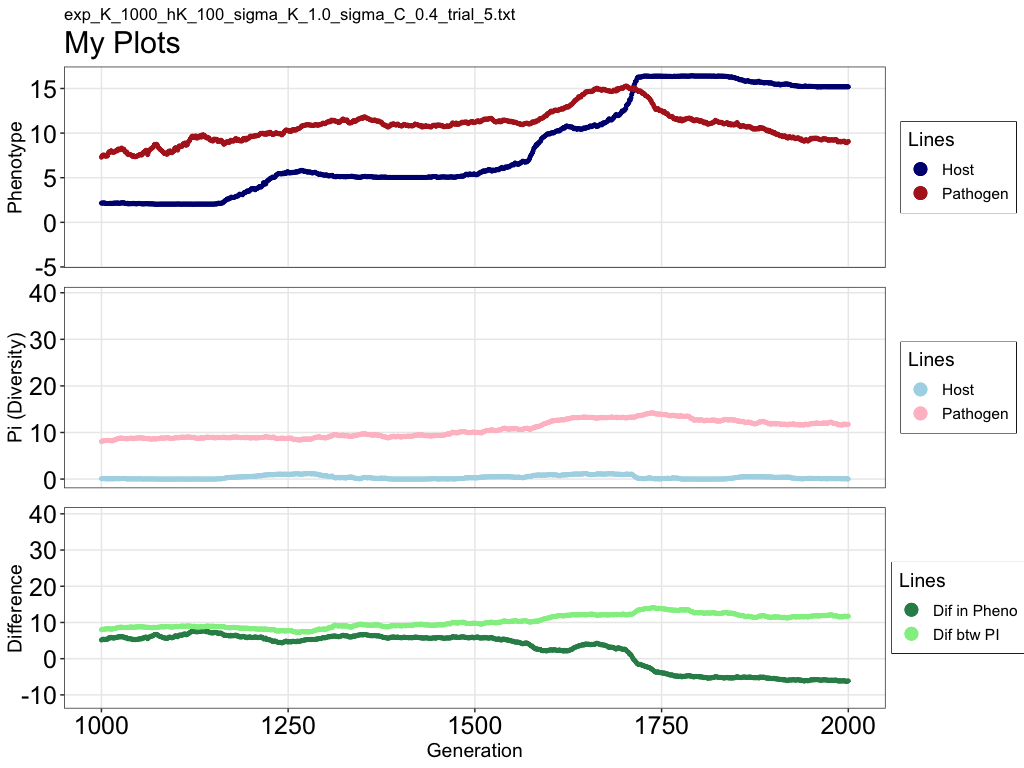 exp_K_1000_hK_100_sigma_K_1.0_sigma_C_0.4_trial_5.txt
My Plots
Phenotype
15
10
5
0
-5
Lines
Host
Pathogen
Pi (Diversity)
40
30
20
10
0
Lines
Host
Pathogen
Difference
40
30
20
10
0
-10
Lines
Dif in Pheno
Dif btw PI
1000 1250 1500 1750 2000
Generation